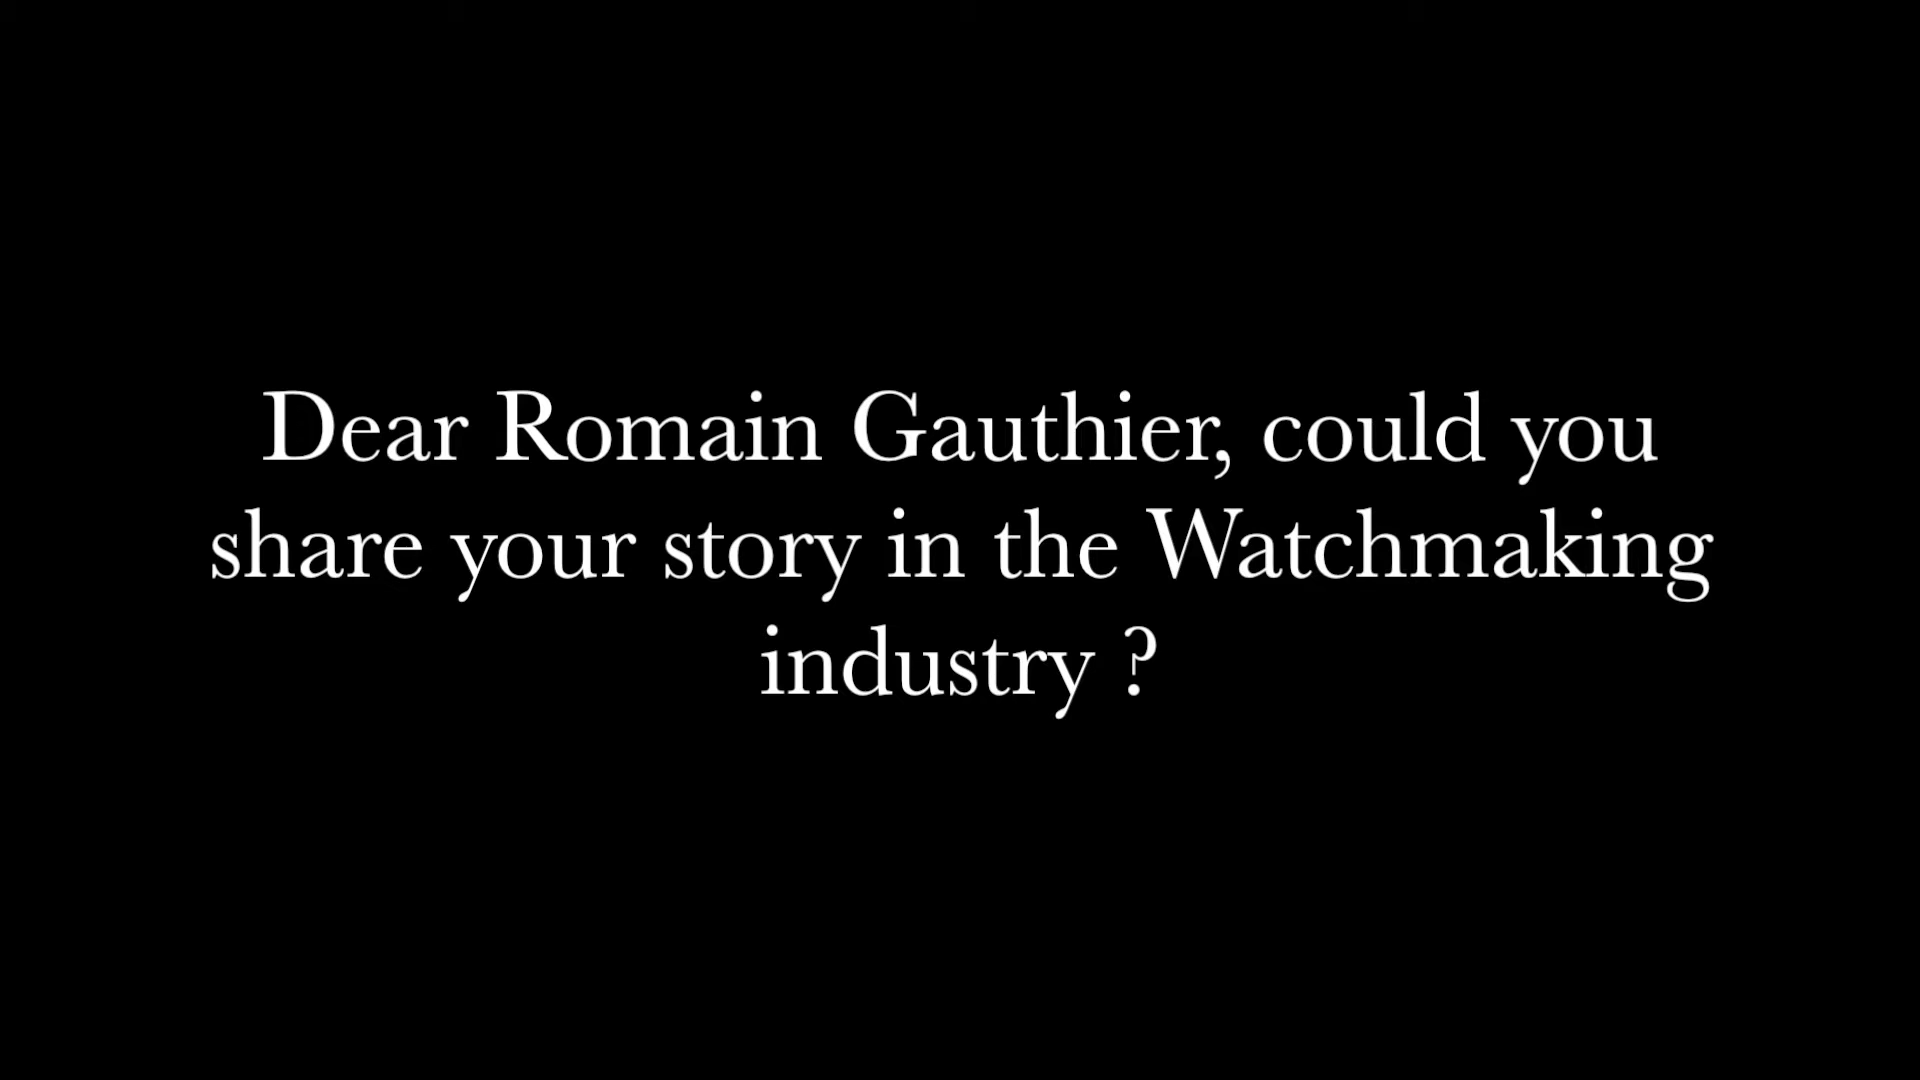 Dear Romain Gauthier, could you
share your story in the Watchmaking
industry ?